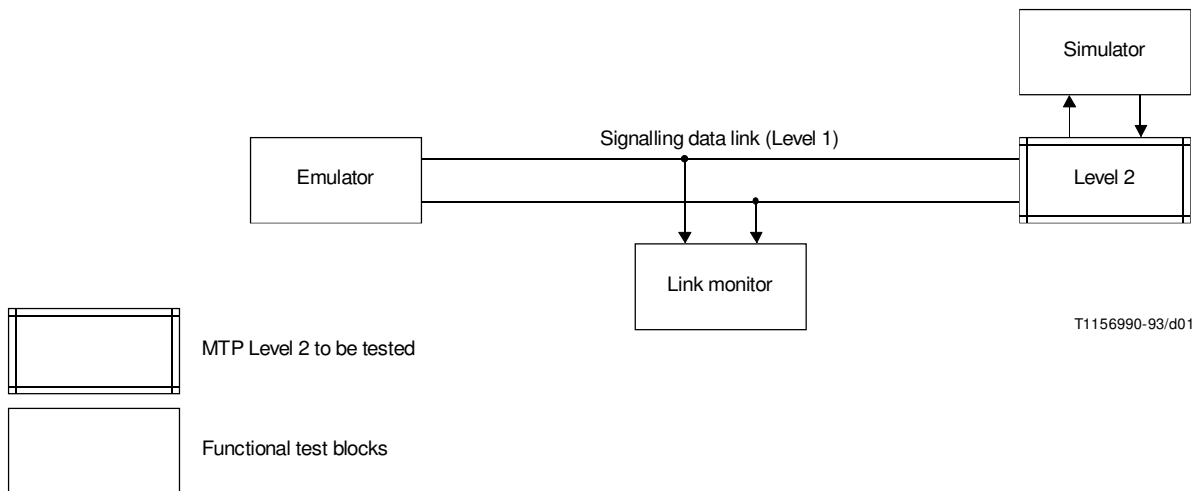 Simulator
Signalling data link (Level 1)
Emulator
Level 2
Link monitor
T1156990-93/d01
MTP Level 2 to be tested
Functional test blocks